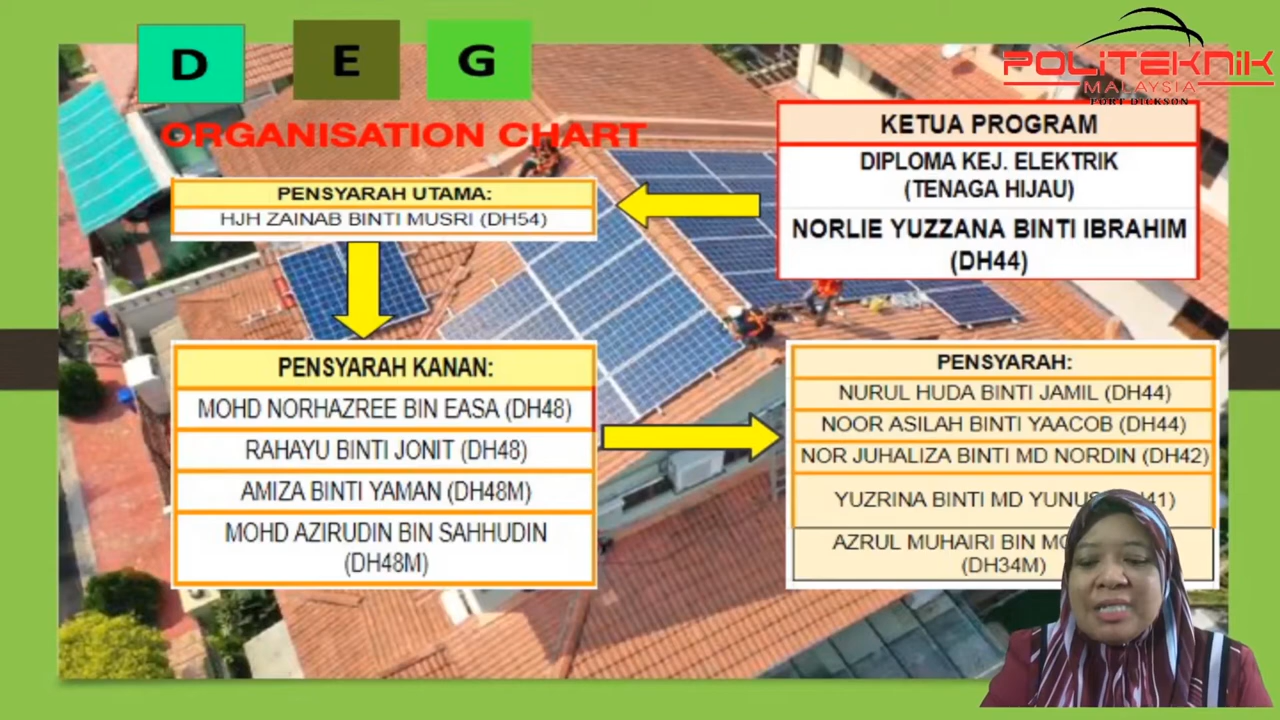 D E G
POLITEKNIK
MALAYSIA
PORT DICKSON
ORGANISATION CHART
KETUA PROGRAM
DIPLOMA KEJ. ELEKTRIK
(TENAGA HIJAU)
NORLIE YUZZANA BINTI IBRAHIM
(DH44)
PENSYARAH UTAMA:
HJH ZAINAB BINTI MUSRI (DH54)
PENSYARAH KANAN:
MOHD NORHAZREE BIN EASA (DH48)
RAHAYU BINTI JONIT (DH48)
AMIZA BINTI YAMAN (DH48M)
MOHD AZIRUDIN BIN SAHHUDIN
(DH48M)
PENSYARAH:
NURUL HUDA BINTI JAMIL (DH44)
NOOR ASILAH BINTI YAACOB (DH44)
NOR JUHALIZA BINTI MD NORDIN (DH42)
YUZRINA BINTI MD
AZRUL MUHAIRI BIN
(DH34M)